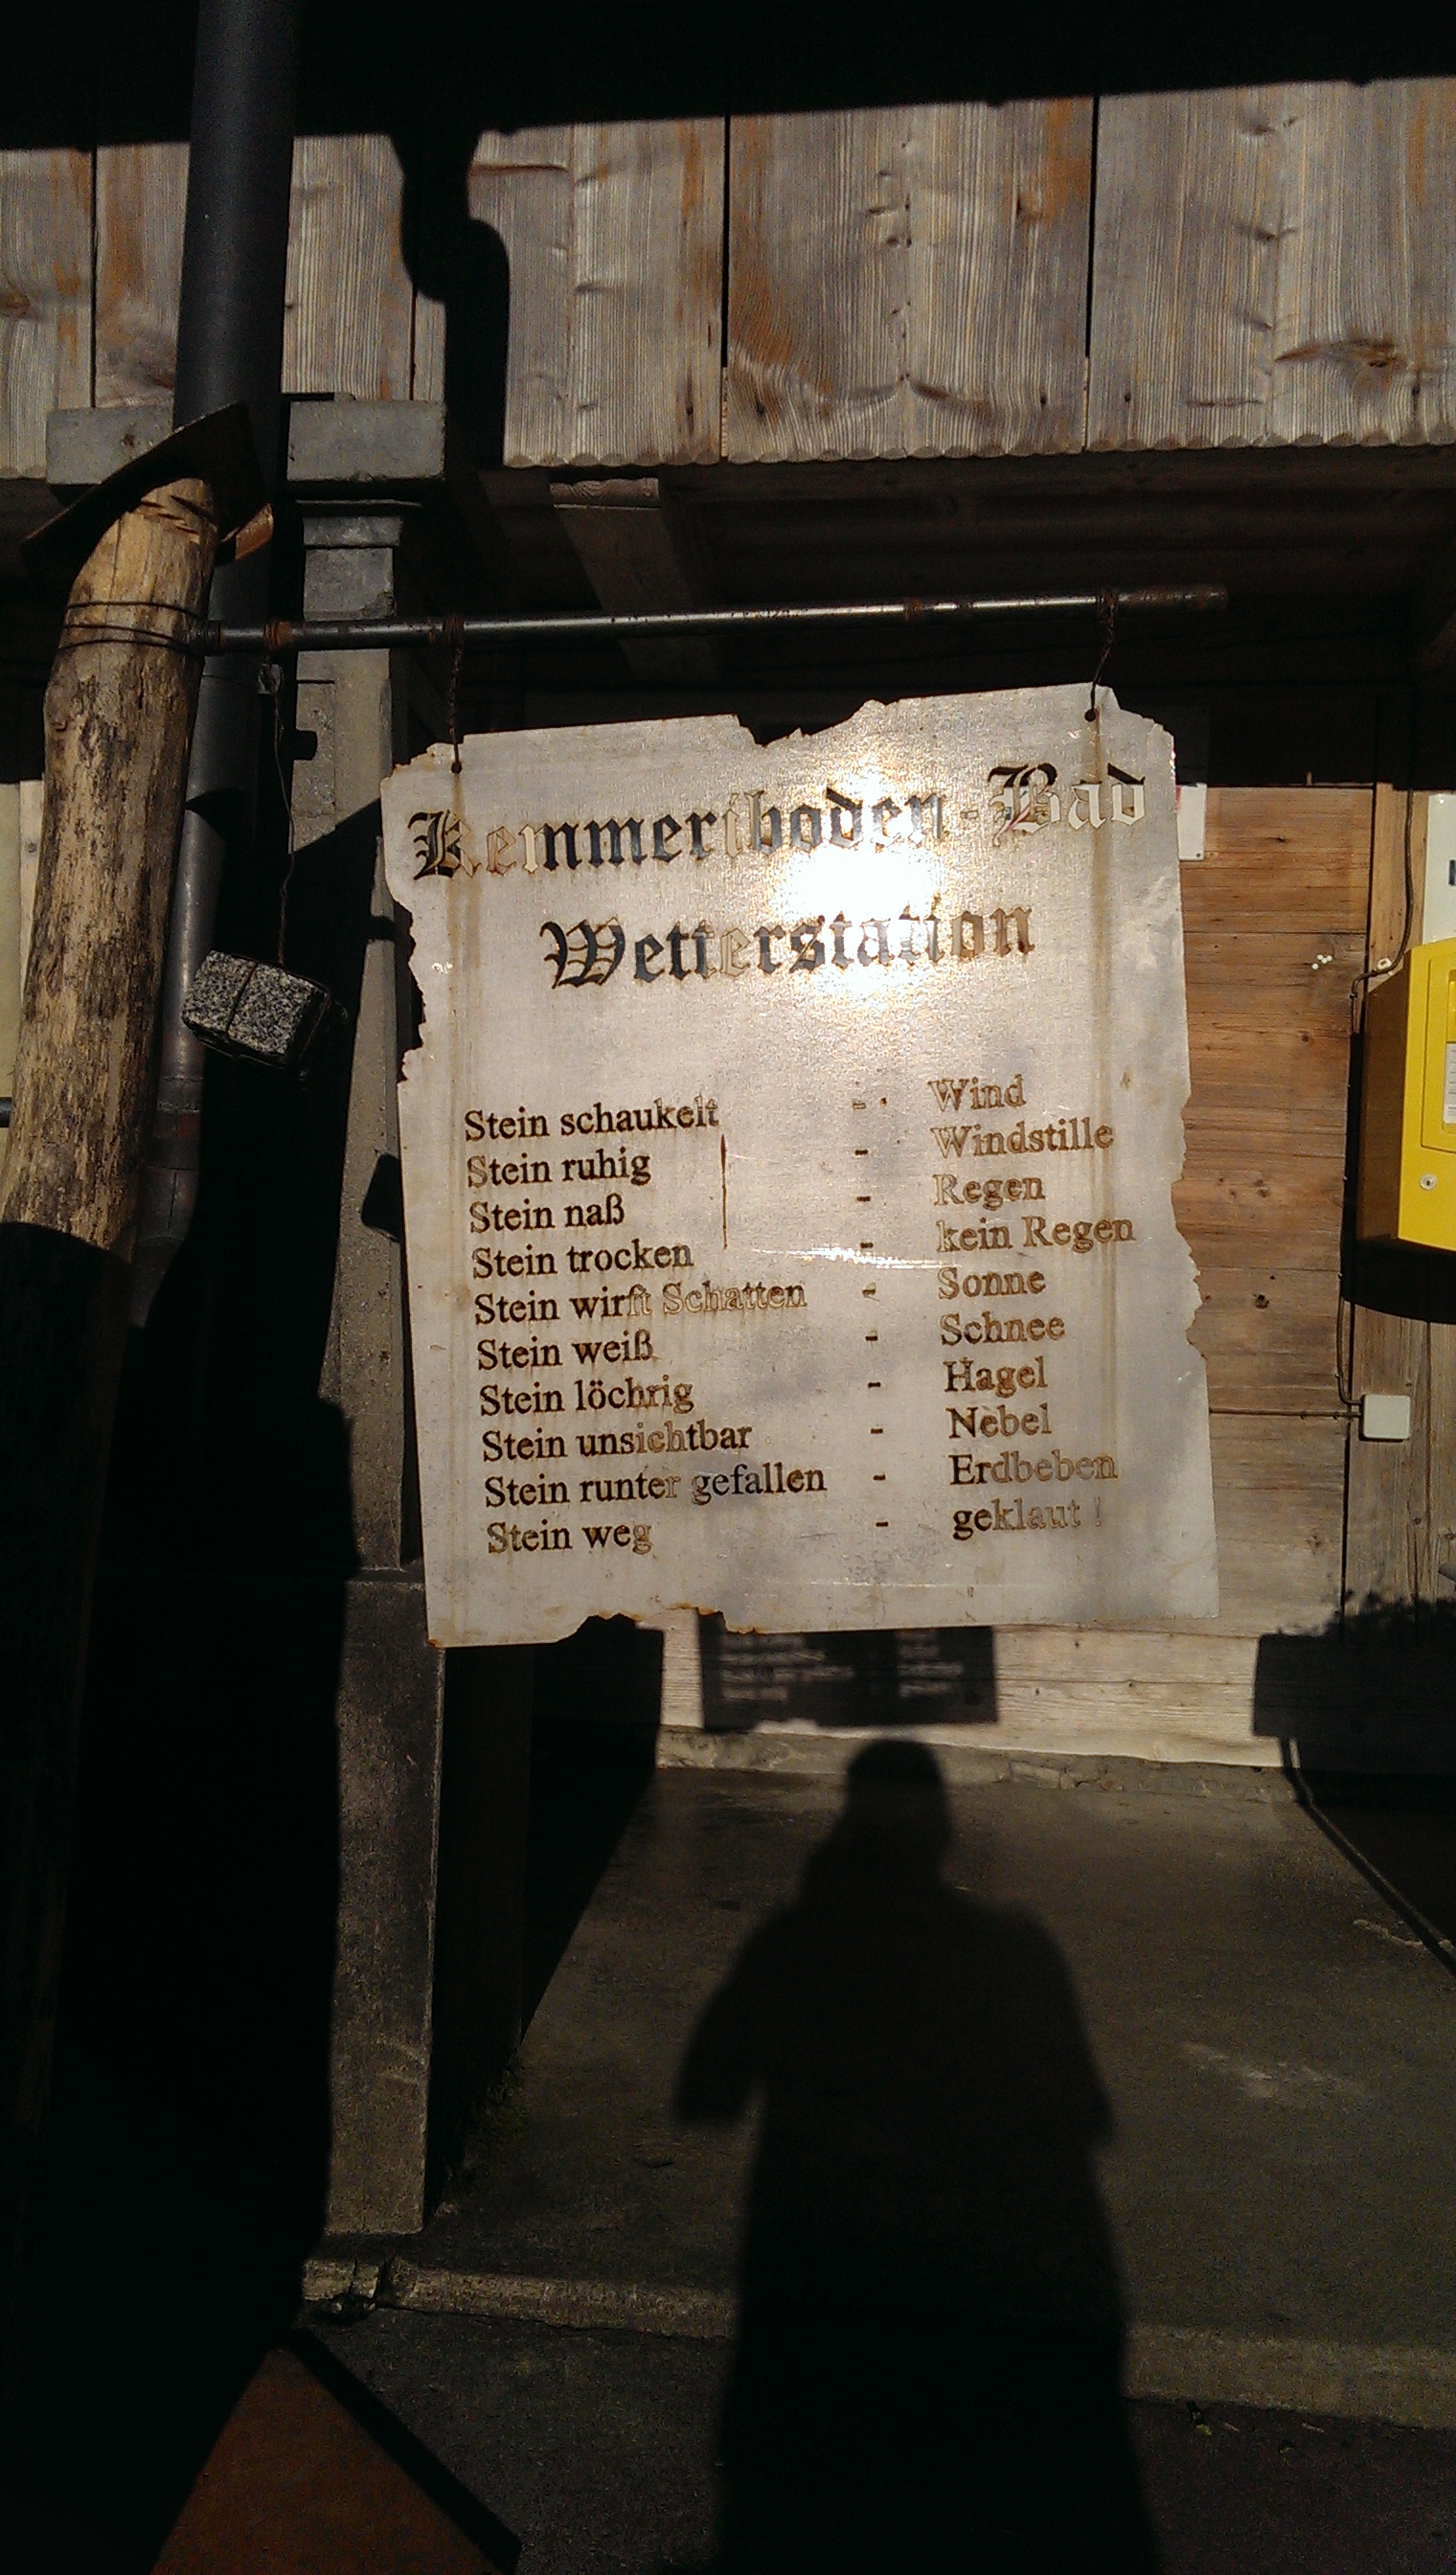 Kemmeriboden-Bad
Wetterstation
Stein schaukelt - Wind
Stein ruhig - Windstille
Stein naß - Regen
Stein trocken - kein Regen
Stein wirft Schatten - Sonne
Stein weiß - Schnee
Stein löchrig - Hagel
Stein unsichtbar - Nebel
Stein runter gefallen - Erdbeben
Stein weg - geklaut !